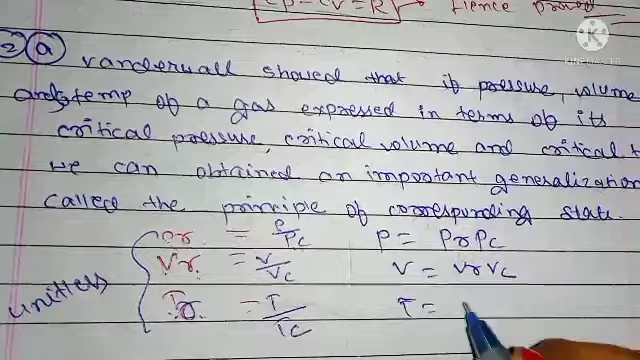 Cp-Cv=R Hence proved
K
KINEMASTER
2) a) Vanderwall showed that if pressure, volume
and temp of a gas expressed in terms of its
critical pressure, critical volume and critical t
we can obtained an important generalization
called the principle of corresponding state.
Pr = P/Pc P = PrPc
Vr. = V/Vc V = VrVc
Tr = T/Tc T =
unitless